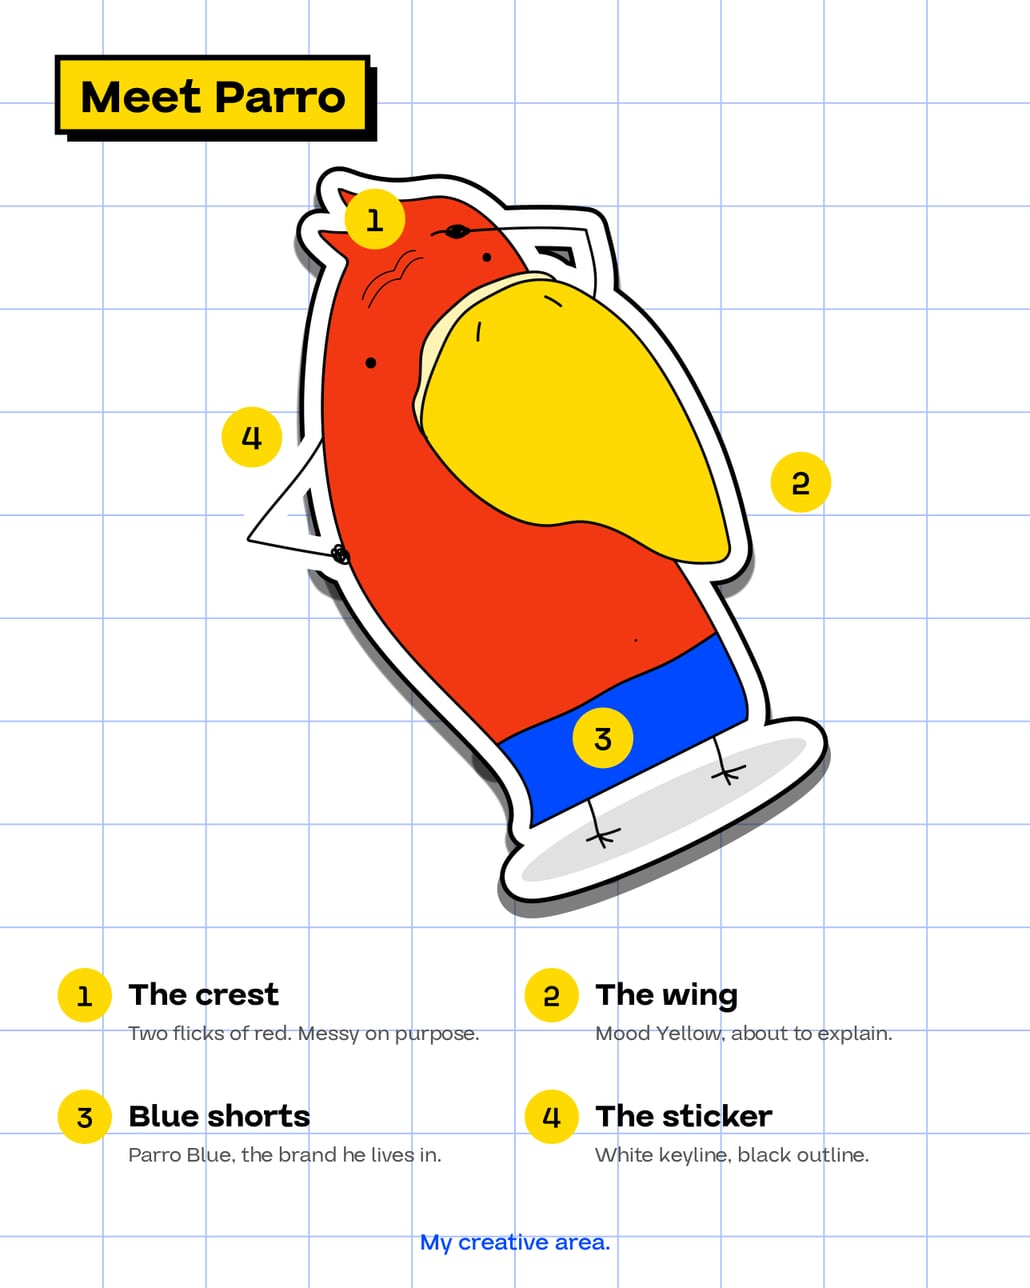 Meet Parro
1
4
2
3
1 The crest
Two flicks of red. Messy on purpose.
2 The wing
Mood Yellow, about to explain.
3 Blue shorts
Parro Blue, the brand he lives in.
4 The sticker
White keyline, black outline.
My creative area.